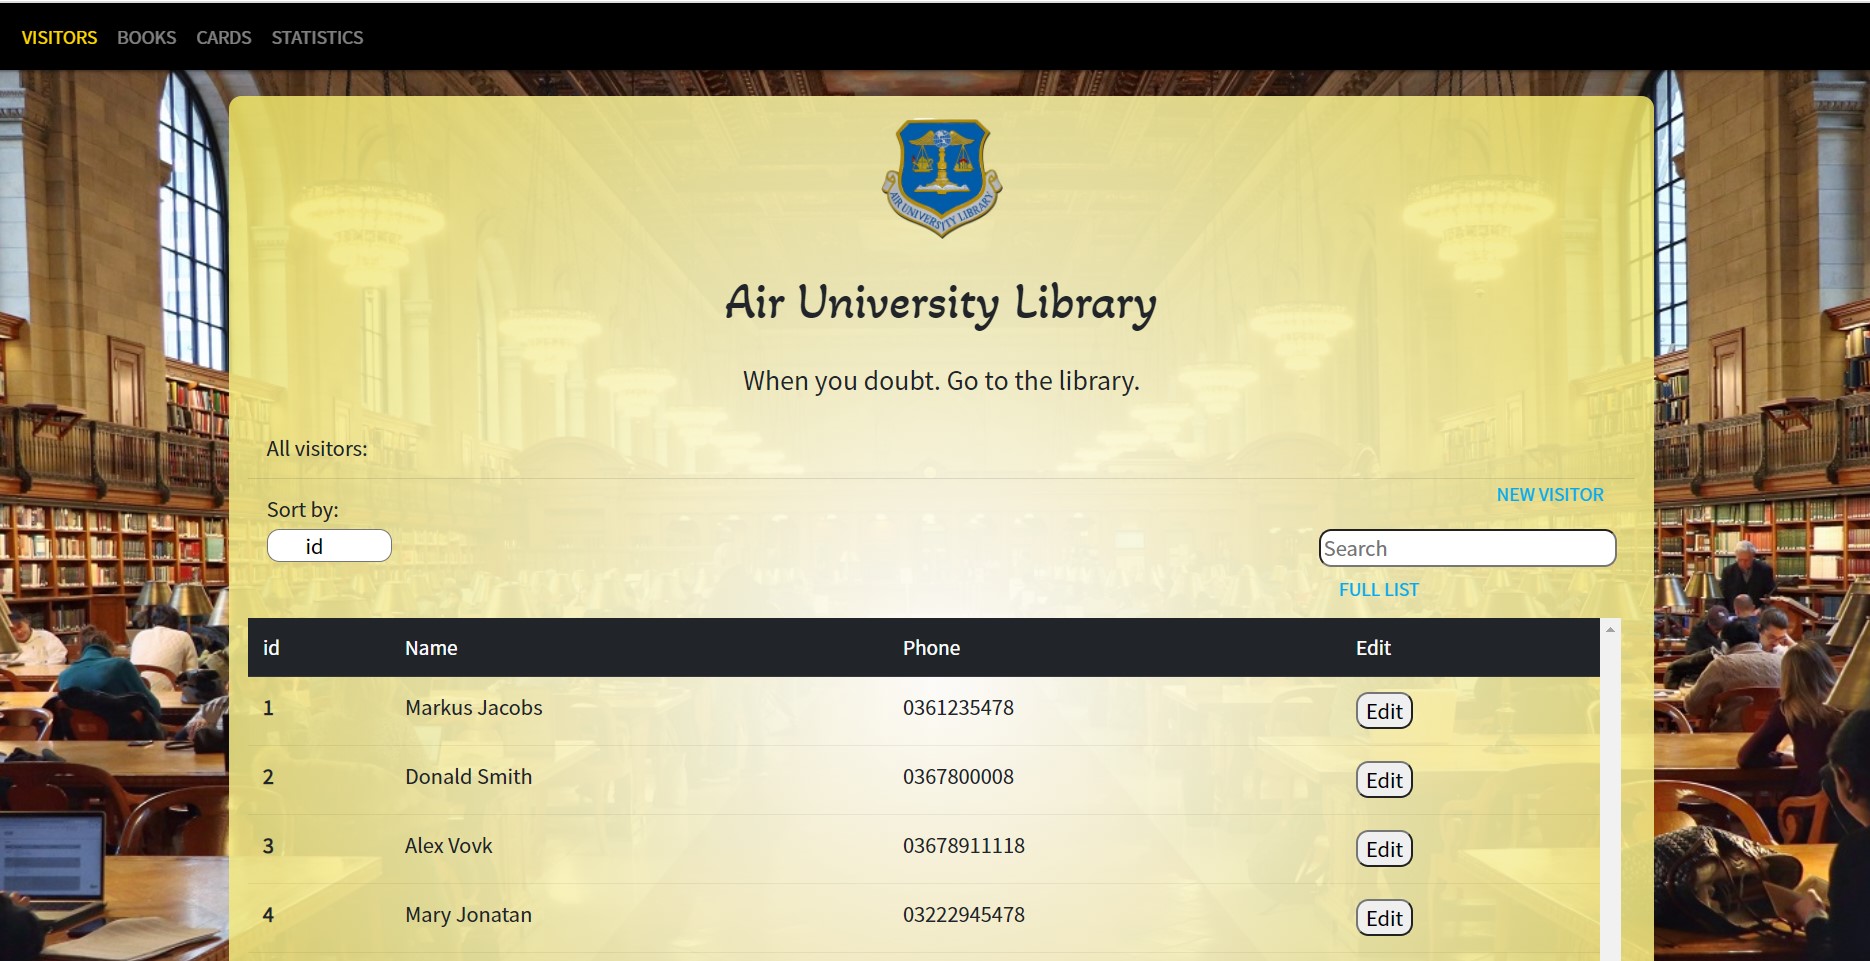 VISITORS BOOKS CARDS STATISTICS
AIR UNIVERSITY LIBRARY
Air University Library
When you doubt. Go to the library.
All visitors:
NEW VISITOR
Sort by:
id
Search
FULL LIST
id Name Phone Edit
1 Markus Jacobs 0361235478 Edit
2 Donald Smith 0367800008 Edit
3 Alex Vovk 03678911118 Edit
4 Mary Jonatan 03222945478 Edit